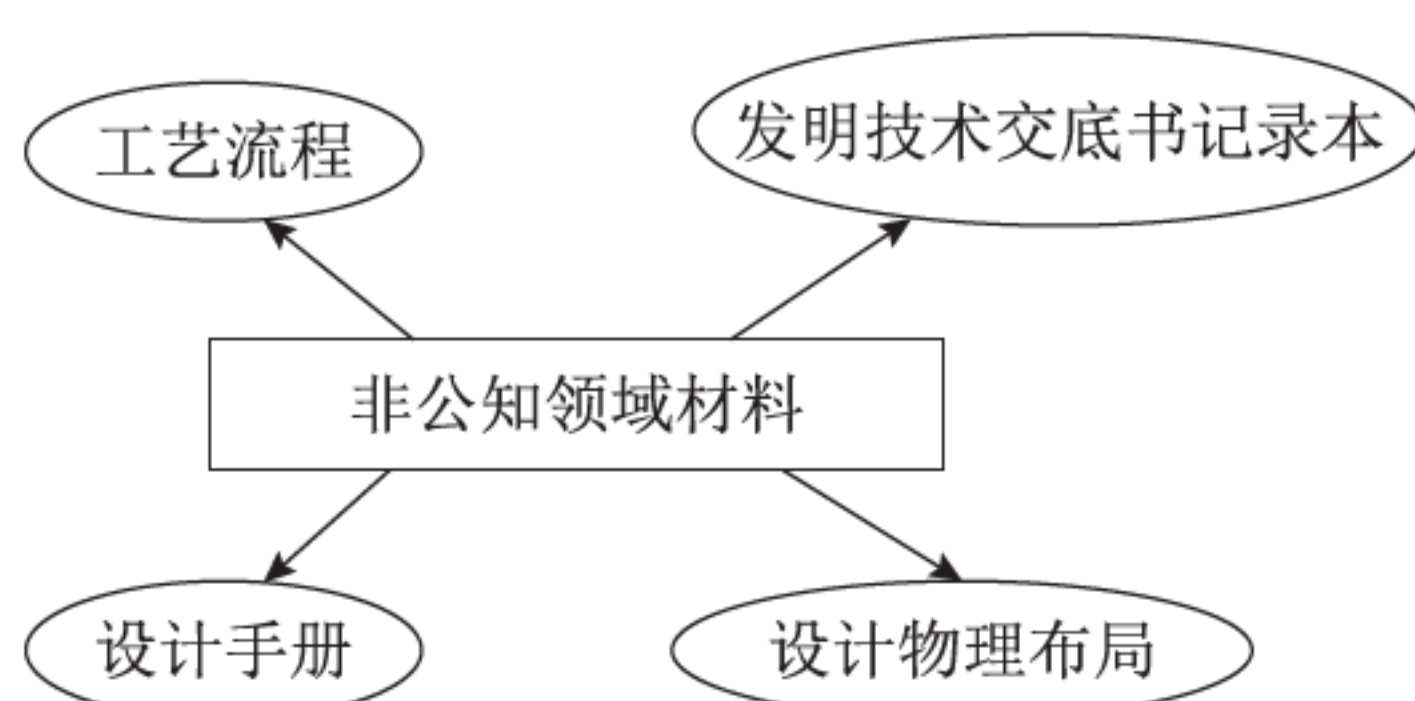 工艺流程
发明技术交底书记录本
非公知领域材料
设计手册
设计物理布局